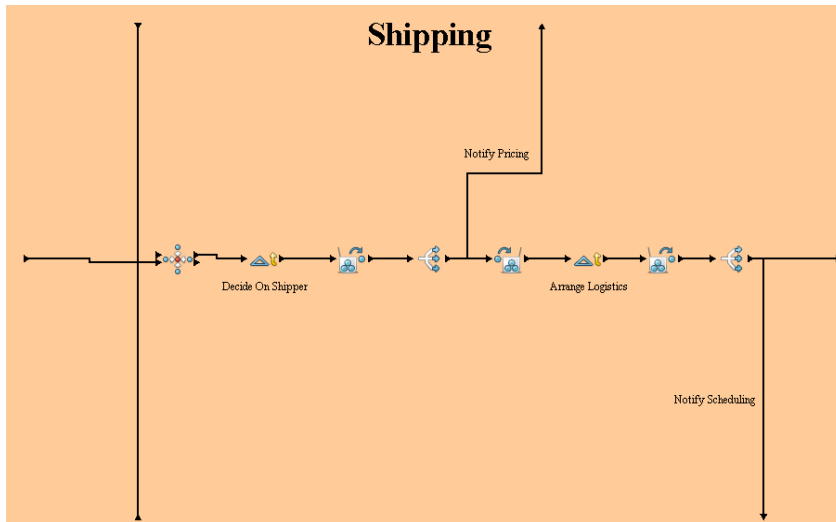 Shipping
Notify Pricing
Decide On Shipper
Arrange Logistics
Notify Scheduling